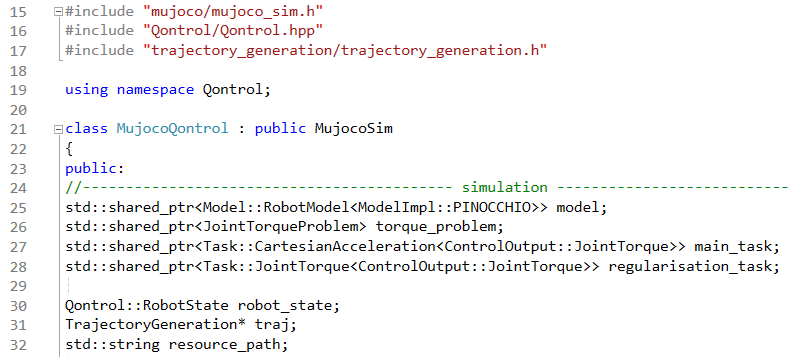 15 #include "mujoco/mujoco_sim.h"
16 #include "Qontrol/Qontrol.hpp"
17 #include "trajectory_generation/trajectory_generation.h"
18
19 using namespace Qontrol;
20
21 class MujocoQontrol : public MujocoSim
22 {
23 public:
24 //------------------------------------------- simulation ---------------------------
25 std::shared_ptr<Model::RobotModel<ModelImpl::PINOCCHIO>> model;
26 std::shared_ptr<JointTorqueProblem> torque_problem;
27 std::shared_ptr<Task::CartesianAcceleration<ControlOutput::JointTorque>> main_task;
28 std::shared_ptr<Task::JointTorque<ControlOutput::JointTorque>> regularisation_task;
29
30 Qontrol::RobotState robot_state;
31 TrajectoryGeneration* traj;
32 std::string resource_path;